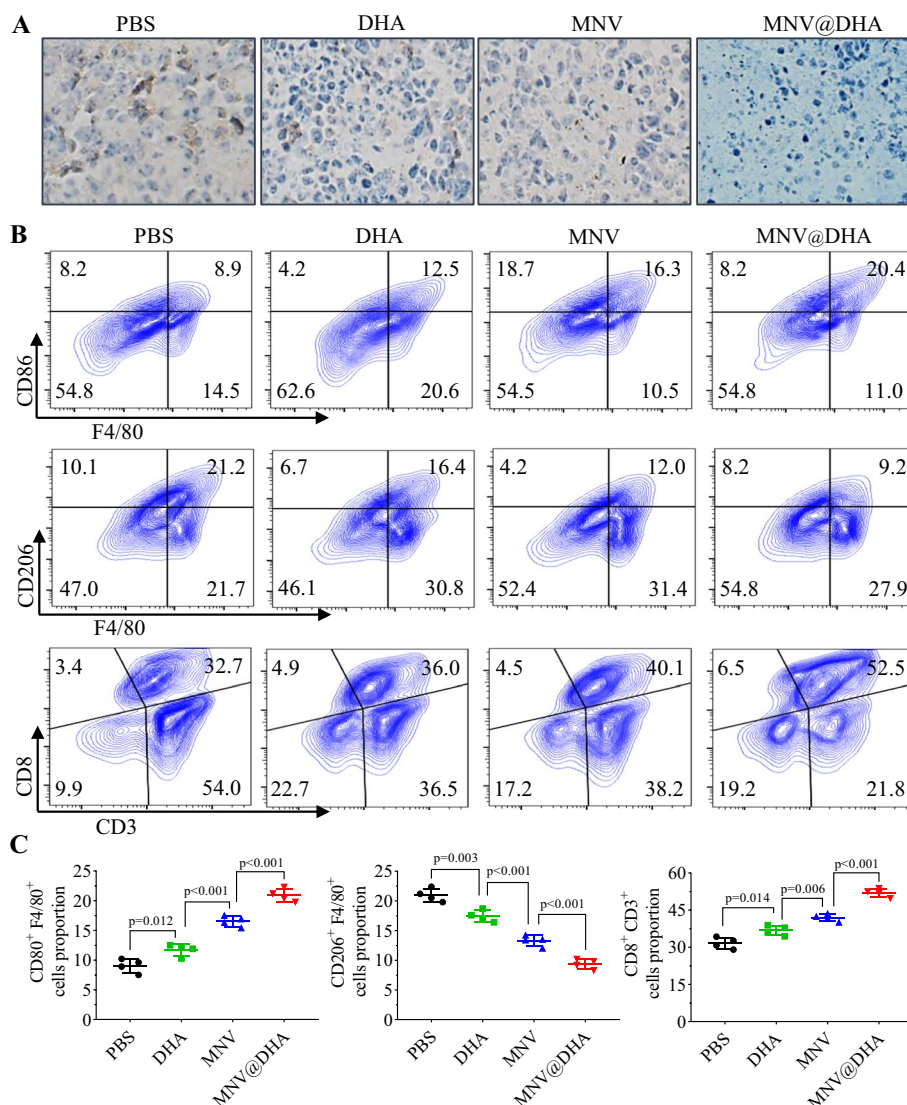 A
PBS DHA MNV MNV@DHA
B
PBS DHA MNV MNV@DHA
8.2 8.9 4.2 12.5 18.7 16.3 8.2 20.4
54.8 14.5 62.6 20.6 54.5 10.5 54.8 11.0
CD86
F4/80
10.1 21.2 6.7 16.4 4.2 12.0 8.2 9.2
47.0 21.7 46.1 30.8 52.4 31.4 54.8 27.9
CD206
F4/80
3.4 32.7 4.9 36.0 4.5 40.1 6.5 52.5
9.9 54.0 22.7 36.5 17.2 38.2 19.2 21.8
CD8
CD3
C
CD80+ F4/80+
cells proportion
25
20
15
10
5
0
p=0.012
p<0.001
p<0.001
PBS
DHA
MNV
MNV@DHA
CD206+ F4/80+
cells proportion
25
20
15
10
5
0
p=0.003
p<0.001
p<0.001
PBS
DHA
MNV
MNV@DHA
CD8+ CD3+
cells proportion
60
45
30
15
0
p=0.014
p=0.006
p<0.001
PBS
DHA
MNV
MNV@DHA